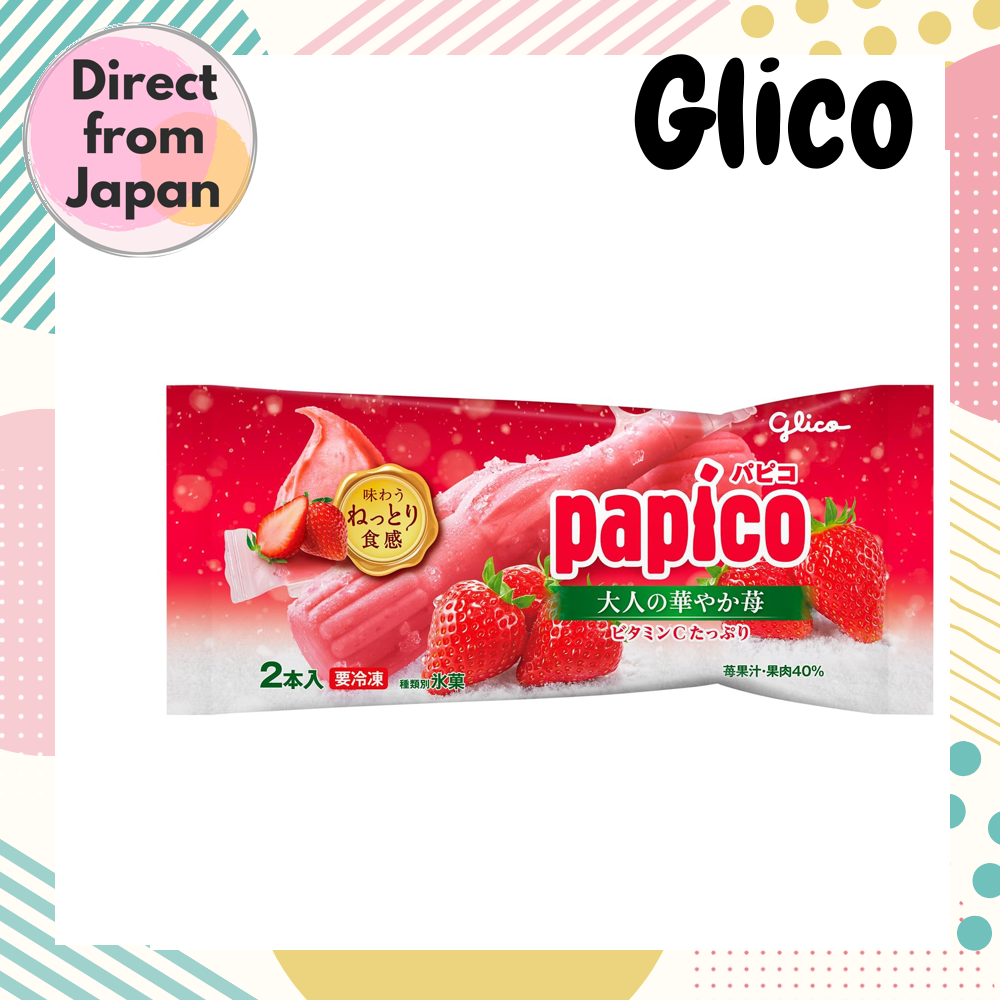 Direct
from
Japan
Glico
Glico
パピコ
papico
味わう
ねっとり
食感
大人の華やか苺
ビタミンCたっぷり
2本入 要冷凍 種類別氷菓
苺果汁・果肉40%